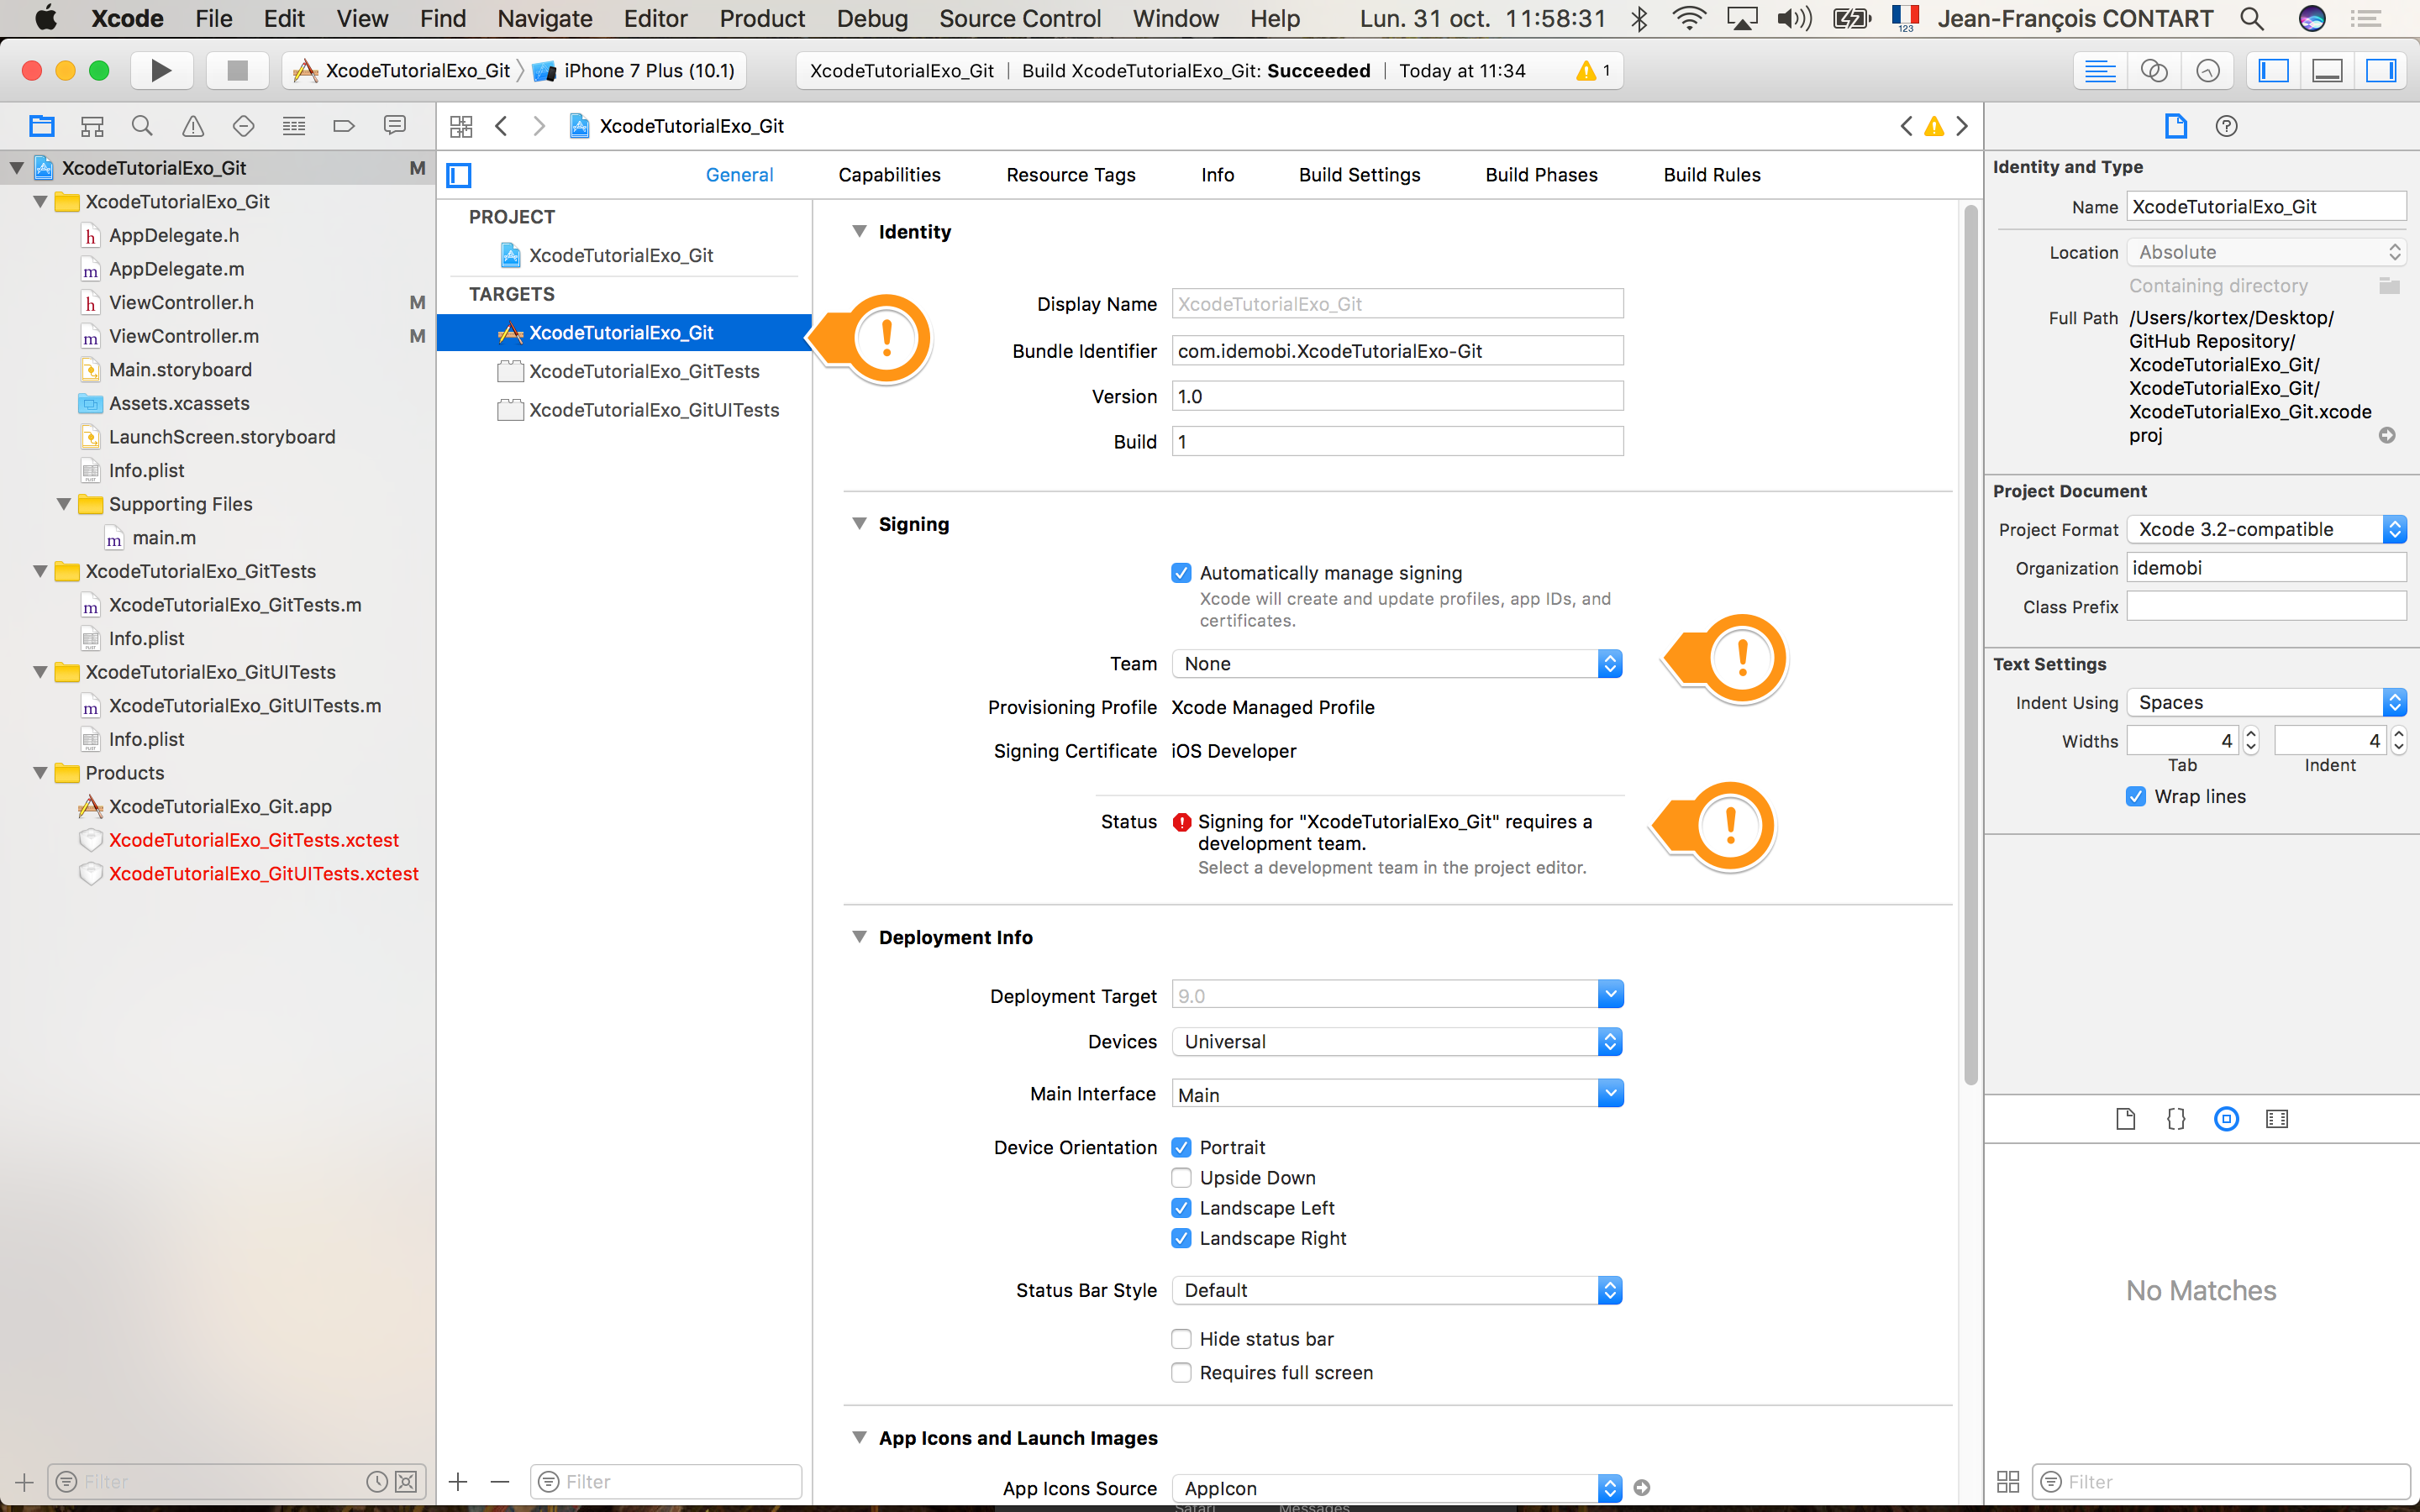 Xcode File Edit View Find Navigate Editor Product Debug Source Control Window Help Lun. 31 oct. 11:58:31 123 Jean-François CONTART
XcodeTutorialExo_Git iPhone 7 Plus (10.1) XcodeTutorialExo_Git | Build XcodeTutorialExo_Git: Succeeded | Today at 11:34 1
XcodeTutorialExo_Git
XcodeTutorialExo_Git M
XcodeTutorialExo_Git
h AppDelegate.h
m AppDelegate.m
h ViewController.h M
m ViewController.m M
Main.storyboard
Assets.xcassets
LaunchScreen.storyboard
Info.plist
Supporting Files
m main.m
XcodeTutorialExo_GitTests
m XcodeTutorialExo_GitTests.m
Info.plist
XcodeTutorialExo_GitUITests
m XcodeTutorialExo_GitUITests.m
Info.plist
Products
XcodeTutorialExo_Git.app
XcodeTutorialExo_GitTests.xctest
XcodeTutorialExo_GitUITests.xctest
Filter
General Capabilities Resource Tags Info Build Settings Build Phases Build Rules
PROJECT
XcodeTutorialExo_Git
TARGETS
XcodeTutorialExo_Git
XcodeTutorialExo_GitTests
XcodeTutorialExo_GitUITests
Filter
Identity
Display Name XcodeTutorialExo_Git
Bundle Identifier com.idemobi.XcodeTutorialExo-Git
Version 1.0
Build 1
Signing
Automatically manage signing
Xcode will create and update profiles, app IDs, and
certificates.
Team None
Provisioning Profile Xcode Managed Profile
Signing Certificate iOS Developer
Status Signing for "XcodeTutorialExo_Git" requires a
development team.
Select a development team in the project editor.
Deployment Info
Deployment Target 9.0
Devices Universal
Main Interface Main
Device Orientation Portrait
Upside Down
Landscape Left
Landscape Right
Status Bar Style Default
Hide status bar
Requires full screen
App Icons and Launch Images
App Icons Source AppIcon
Identity and Type
Name XcodeTutorialExo_Git
Location Absolute
Containing directory
Full Path /Users/kortex/Desktop/
GitHub Repository/
XcodeTutorialExo_Git/
XcodeTutorialExo_Git/
XcodeTutorialExo_Git.xcode
proj
Project Document
Project Format Xcode 3.2-compatible
Organization idemobi
Class Prefix
Text Settings
Indent Using Spaces
Widths 4 4
Tab Indent
Wrap lines
{}
No Matches
Filter
Safari Messages